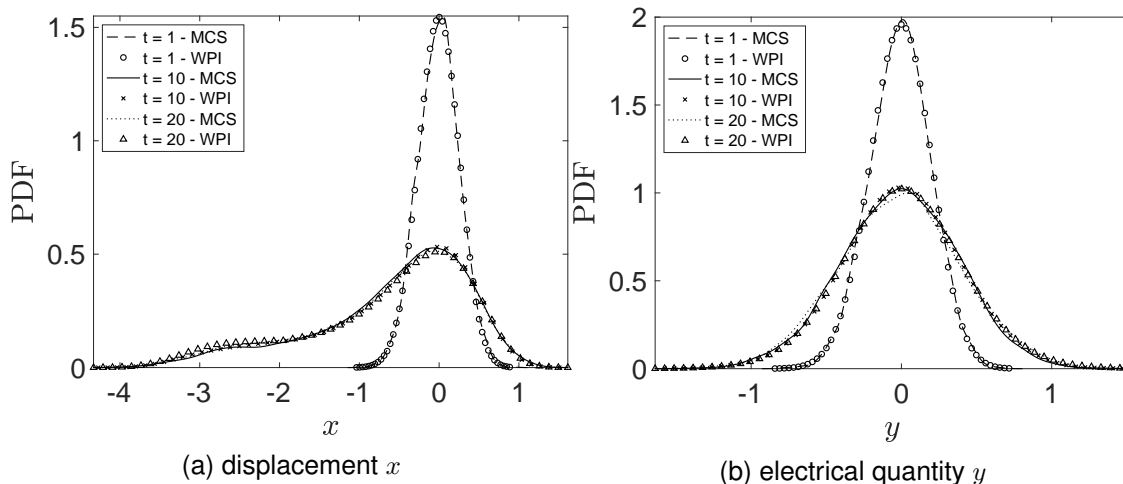 1.5
1
0.5
0
PDF
t = 1 - MCS
t = 1 - WPI
t = 10 - MCS
t = 10 - WPI
t = 20 - MCS
t = 20 - WPI
-4 -3 -2 -1 0 1
x
(a) displacement x
2
1.5
1
0.5
0
PDF
t = 1 - MCS
t = 1 - WPI
t = 10 - MCS
t = 10 - WPI
t = 20 - MCS
t = 20 - WPI
-1 0 1
y
(b) electrical quantity y